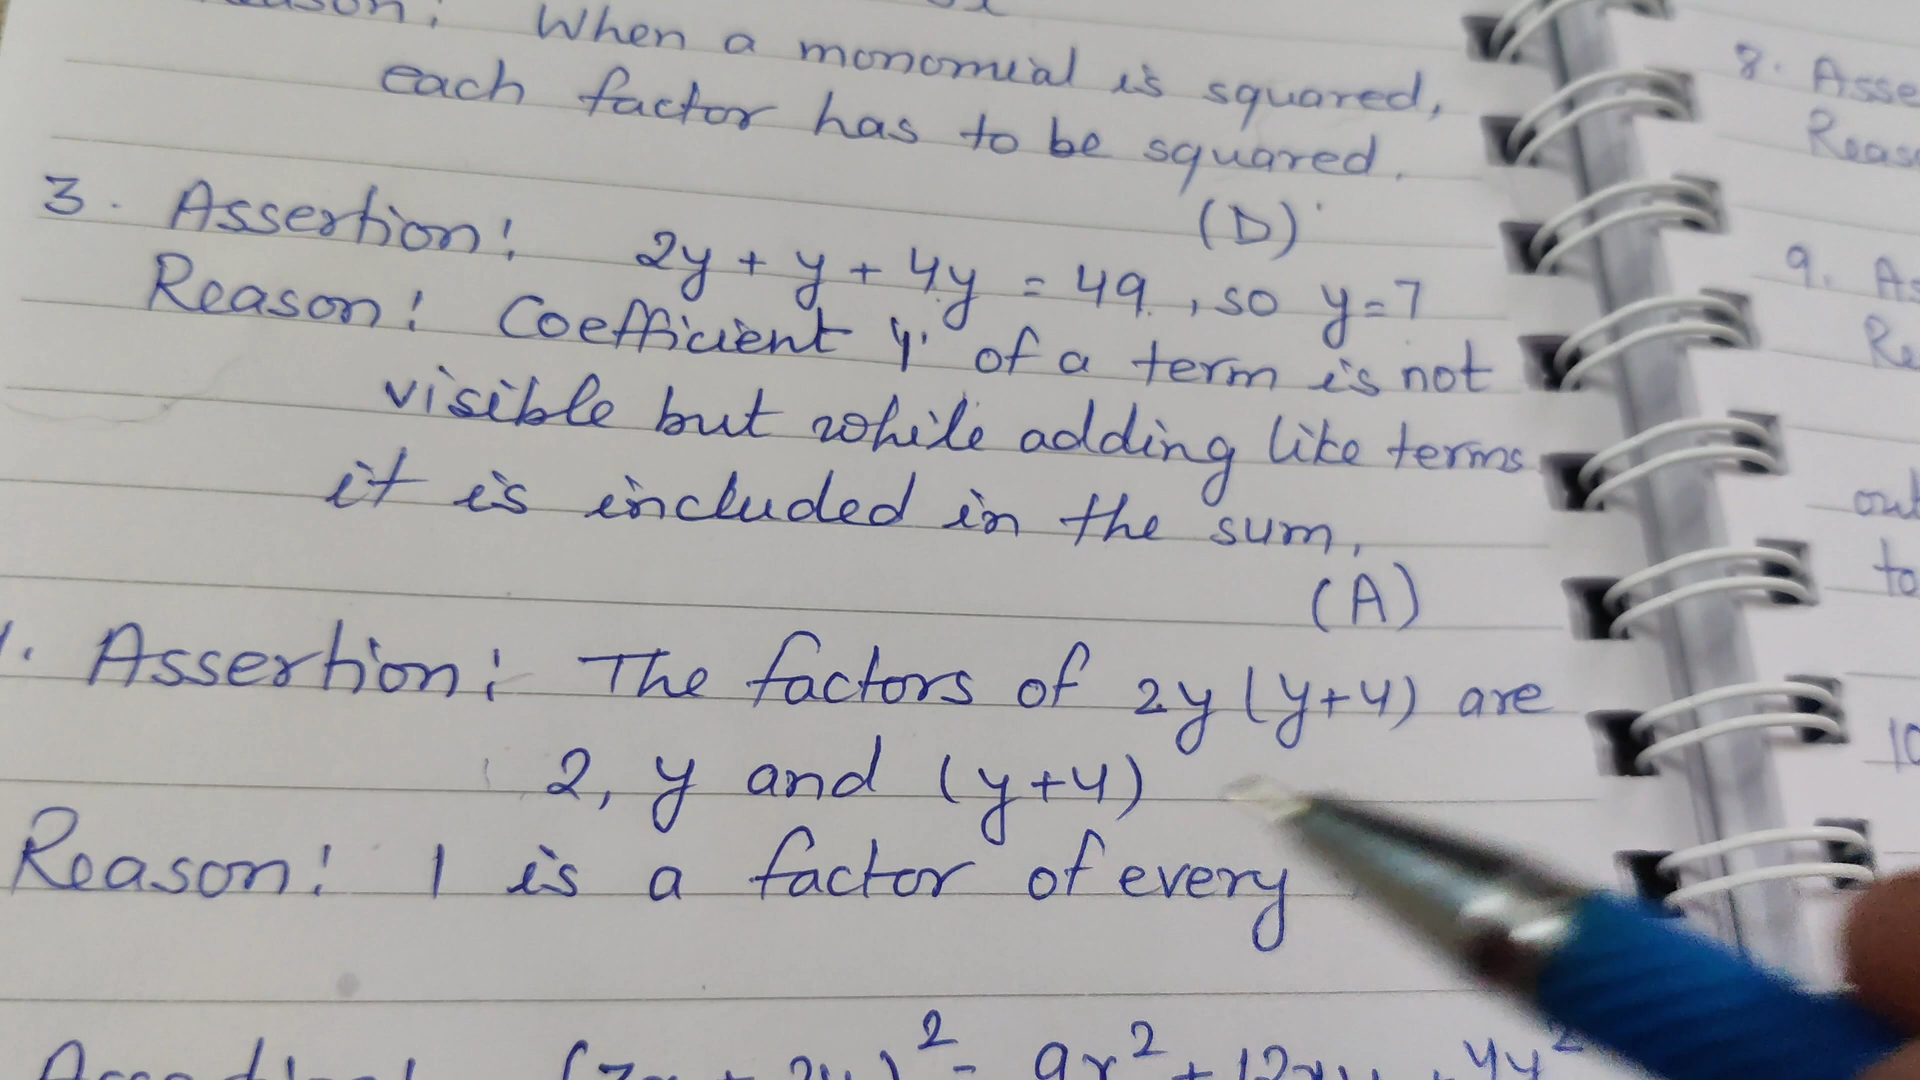 When a monomial is squared,
each factor has to be squared.
(D)
3. Assertion: 2y + y + 4y = 49, so y=7
Reason: Coefficient '1' of a term is not
visible but while adding like terms
it is included in the sum.
(A)
Assertion: The factors of 2y(y+4) are
2, y and (y+4)
Reason: 1 is a factor of every
8. Asse
Reas
9. As
Re
out
to
10